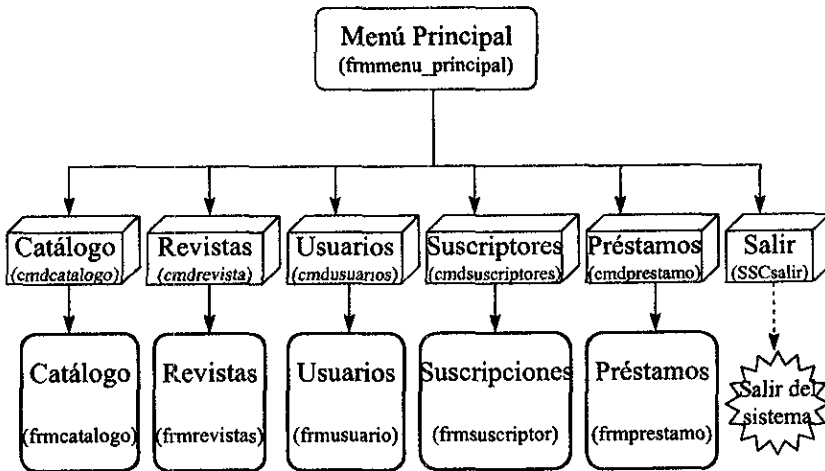 Menú Principal
(frmmenu_principal)
Catálogo
(cmdcatalogo)
Revistas
(cmdrevista)
Usuarios
(cmdusuarios)
Suscriptores
(cmdsuscriptores)
Préstamos
(cmdprestamo)
Salir
(SSCsalir)
Catálogo
(frmcatalogo)
Revistas
(frmrevistas)
Usuarios
(frmusuario)
Suscripciones
(frmsuscriptor)
Préstamos
(frmprestamo)
Salir del
sistema